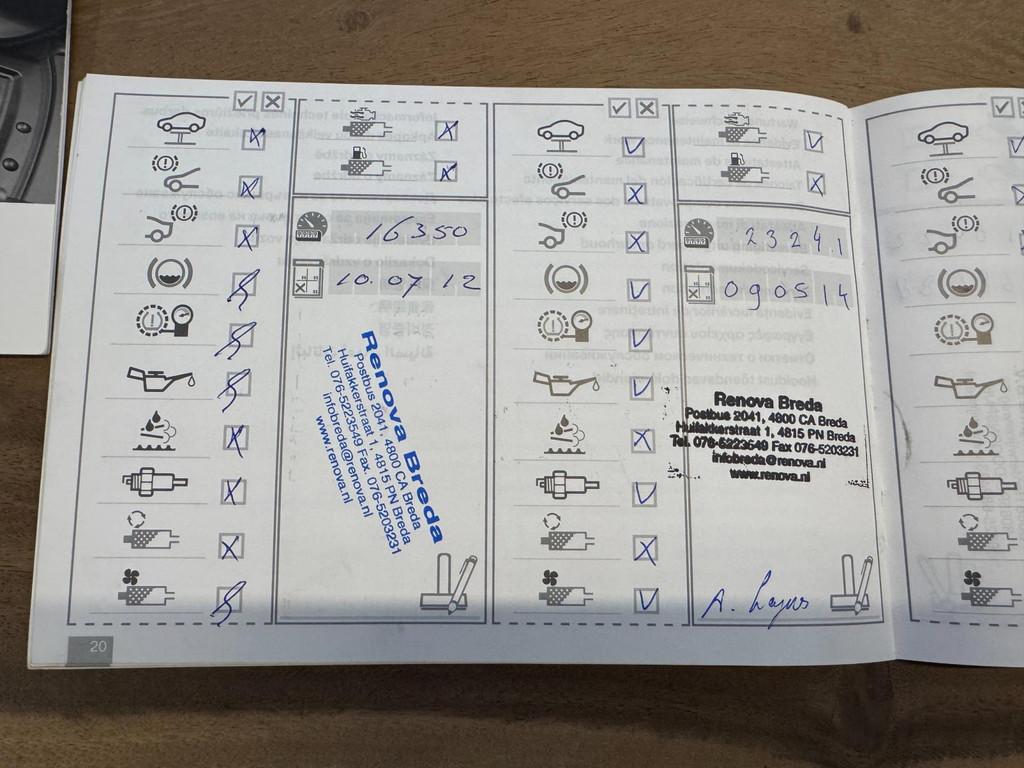 16350
10.07 12
Renova Breda
Postbus 2041, 4800 CA Breda
Huifakkerstraat 1, 4815 PN Breda
Tel. 076-5223549 Fax. 076-5203231
infobreda@renova.nl
www.renova.nl
23241
090514
Renova Breda
Postbus 2041, 4800 CA Breda
Huifakkerstraat 1, 4815 PN Breda
Tel. 076-5223549 Fax 076-5203231
infobreda@renova.nl
www.renova.nl
A.
20